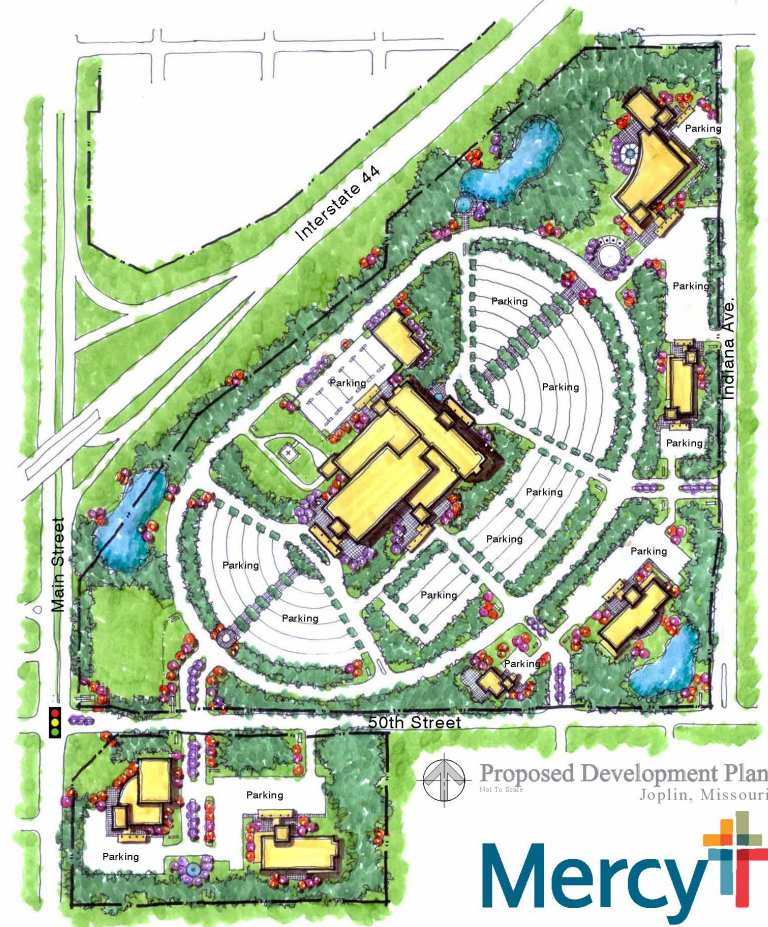 Parking
Interstate 44
Parking
Parking
Indiana Ave.
Parking
Parking
Parking
Parking
Parking
Main Street
Parking
Parking
Parking
Parking
Parking
Parking
50th Street
Proposed Development Plan
Not To Scale
Joplin, Missouri
Parking
Parking
Mercy